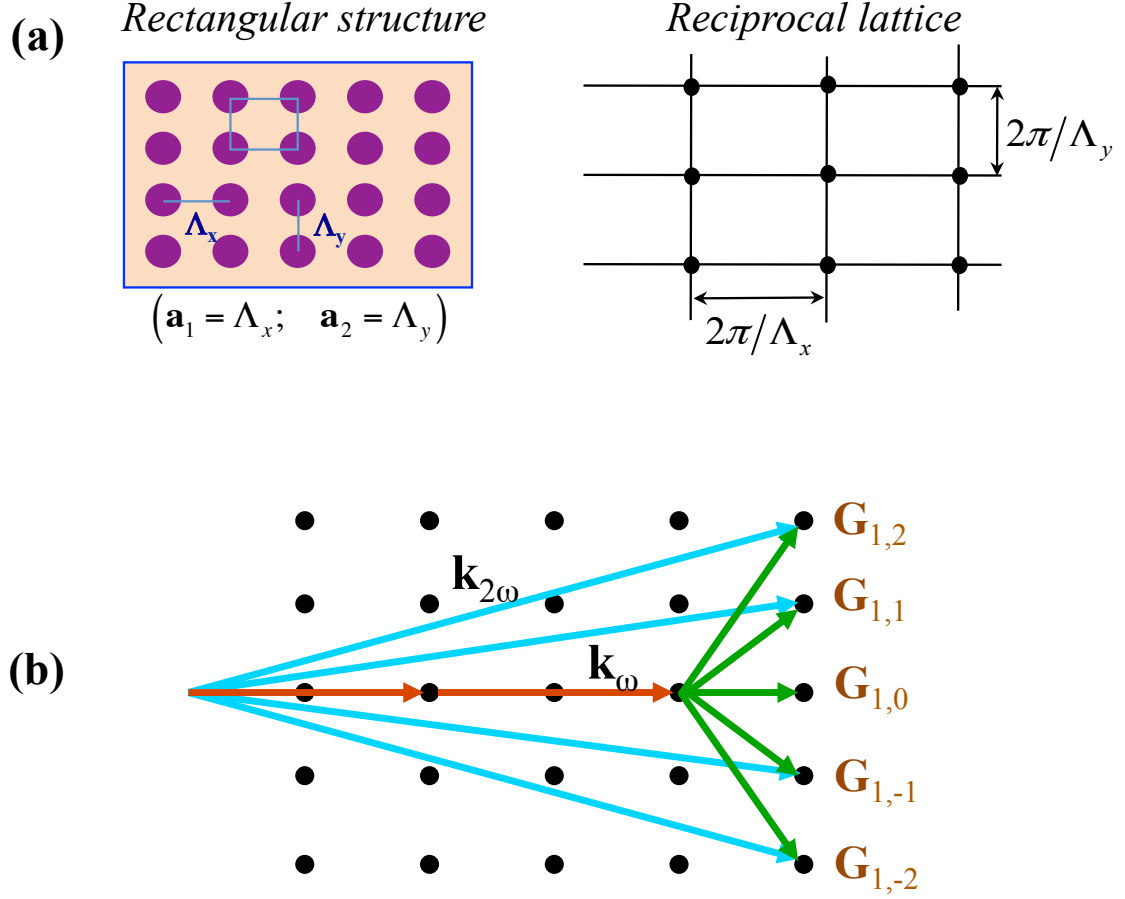 (a)
Rectangular structure
Reciprocal lattice
Λx
Λy
(a1 = Λx; a2 = Λy)
2π/Λy
2π/Λx
(b)
k2ω
kω
G1,2
G1,1
G1,0
G1,-1
G1,-2